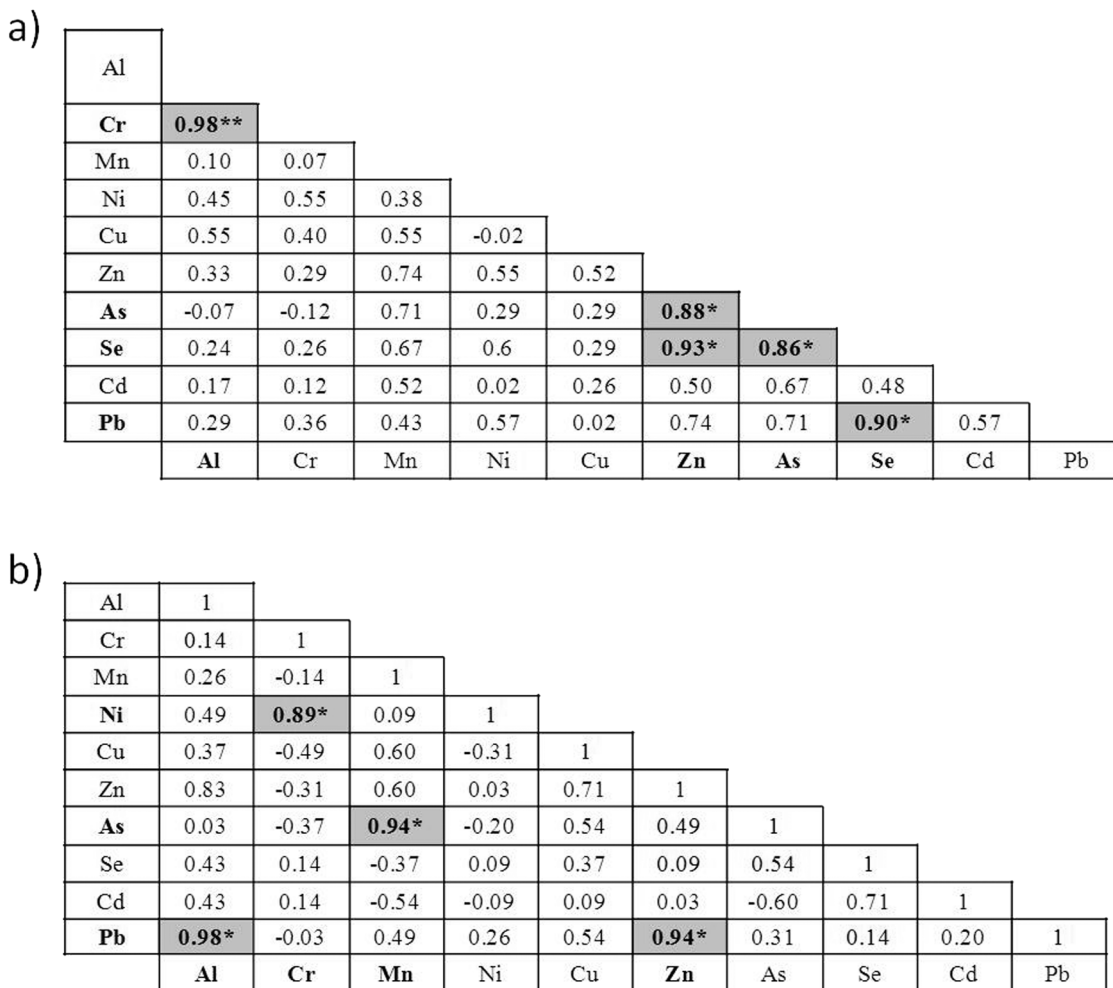 a)
Al
Cr 0.98**
Mn 0.10 0.07
Ni 0.45 0.55 0.38
Cu 0.55 0.40 0.55 -0.02
Zn 0.33 0.29 0.74 0.55 0.52
As -0.07 -0.12 0.71 0.29 0.29 0.88*
Se 0.24 0.26 0.67 0.6 0.29 0.93* 0.86*
Cd 0.17 0.12 0.52 0.02 0.26 0.50 0.67 0.48
Pb 0.29 0.36 0.43 0.57 0.02 0.74 0.71 0.90* 0.57
Al Cr Mn Ni Cu Zn As Se Cd Pb
b)
Al 1
Cr 0.14 1
Mn 0.26 -0.14 1
Ni 0.49 0.89* 0.09 1
Cu 0.37 -0.49 0.60 -0.31 1
Zn 0.83 -0.31 0.60 0.03 0.71 1
As 0.03 -0.37 0.94* -0.20 0.54 0.49 1
Se 0.43 0.14 -0.37 0.09 0.37 0.09 0.54 1
Cd 0.43 0.14 -0.54 -0.09 0.09 0.03 -0.60 0.71 1
Pb 0.98* -0.03 0.49 0.26 0.54 0.94* 0.31 0.14 0.20 1
Al Cr Mn Ni Cu Zn As Se Cd Pb